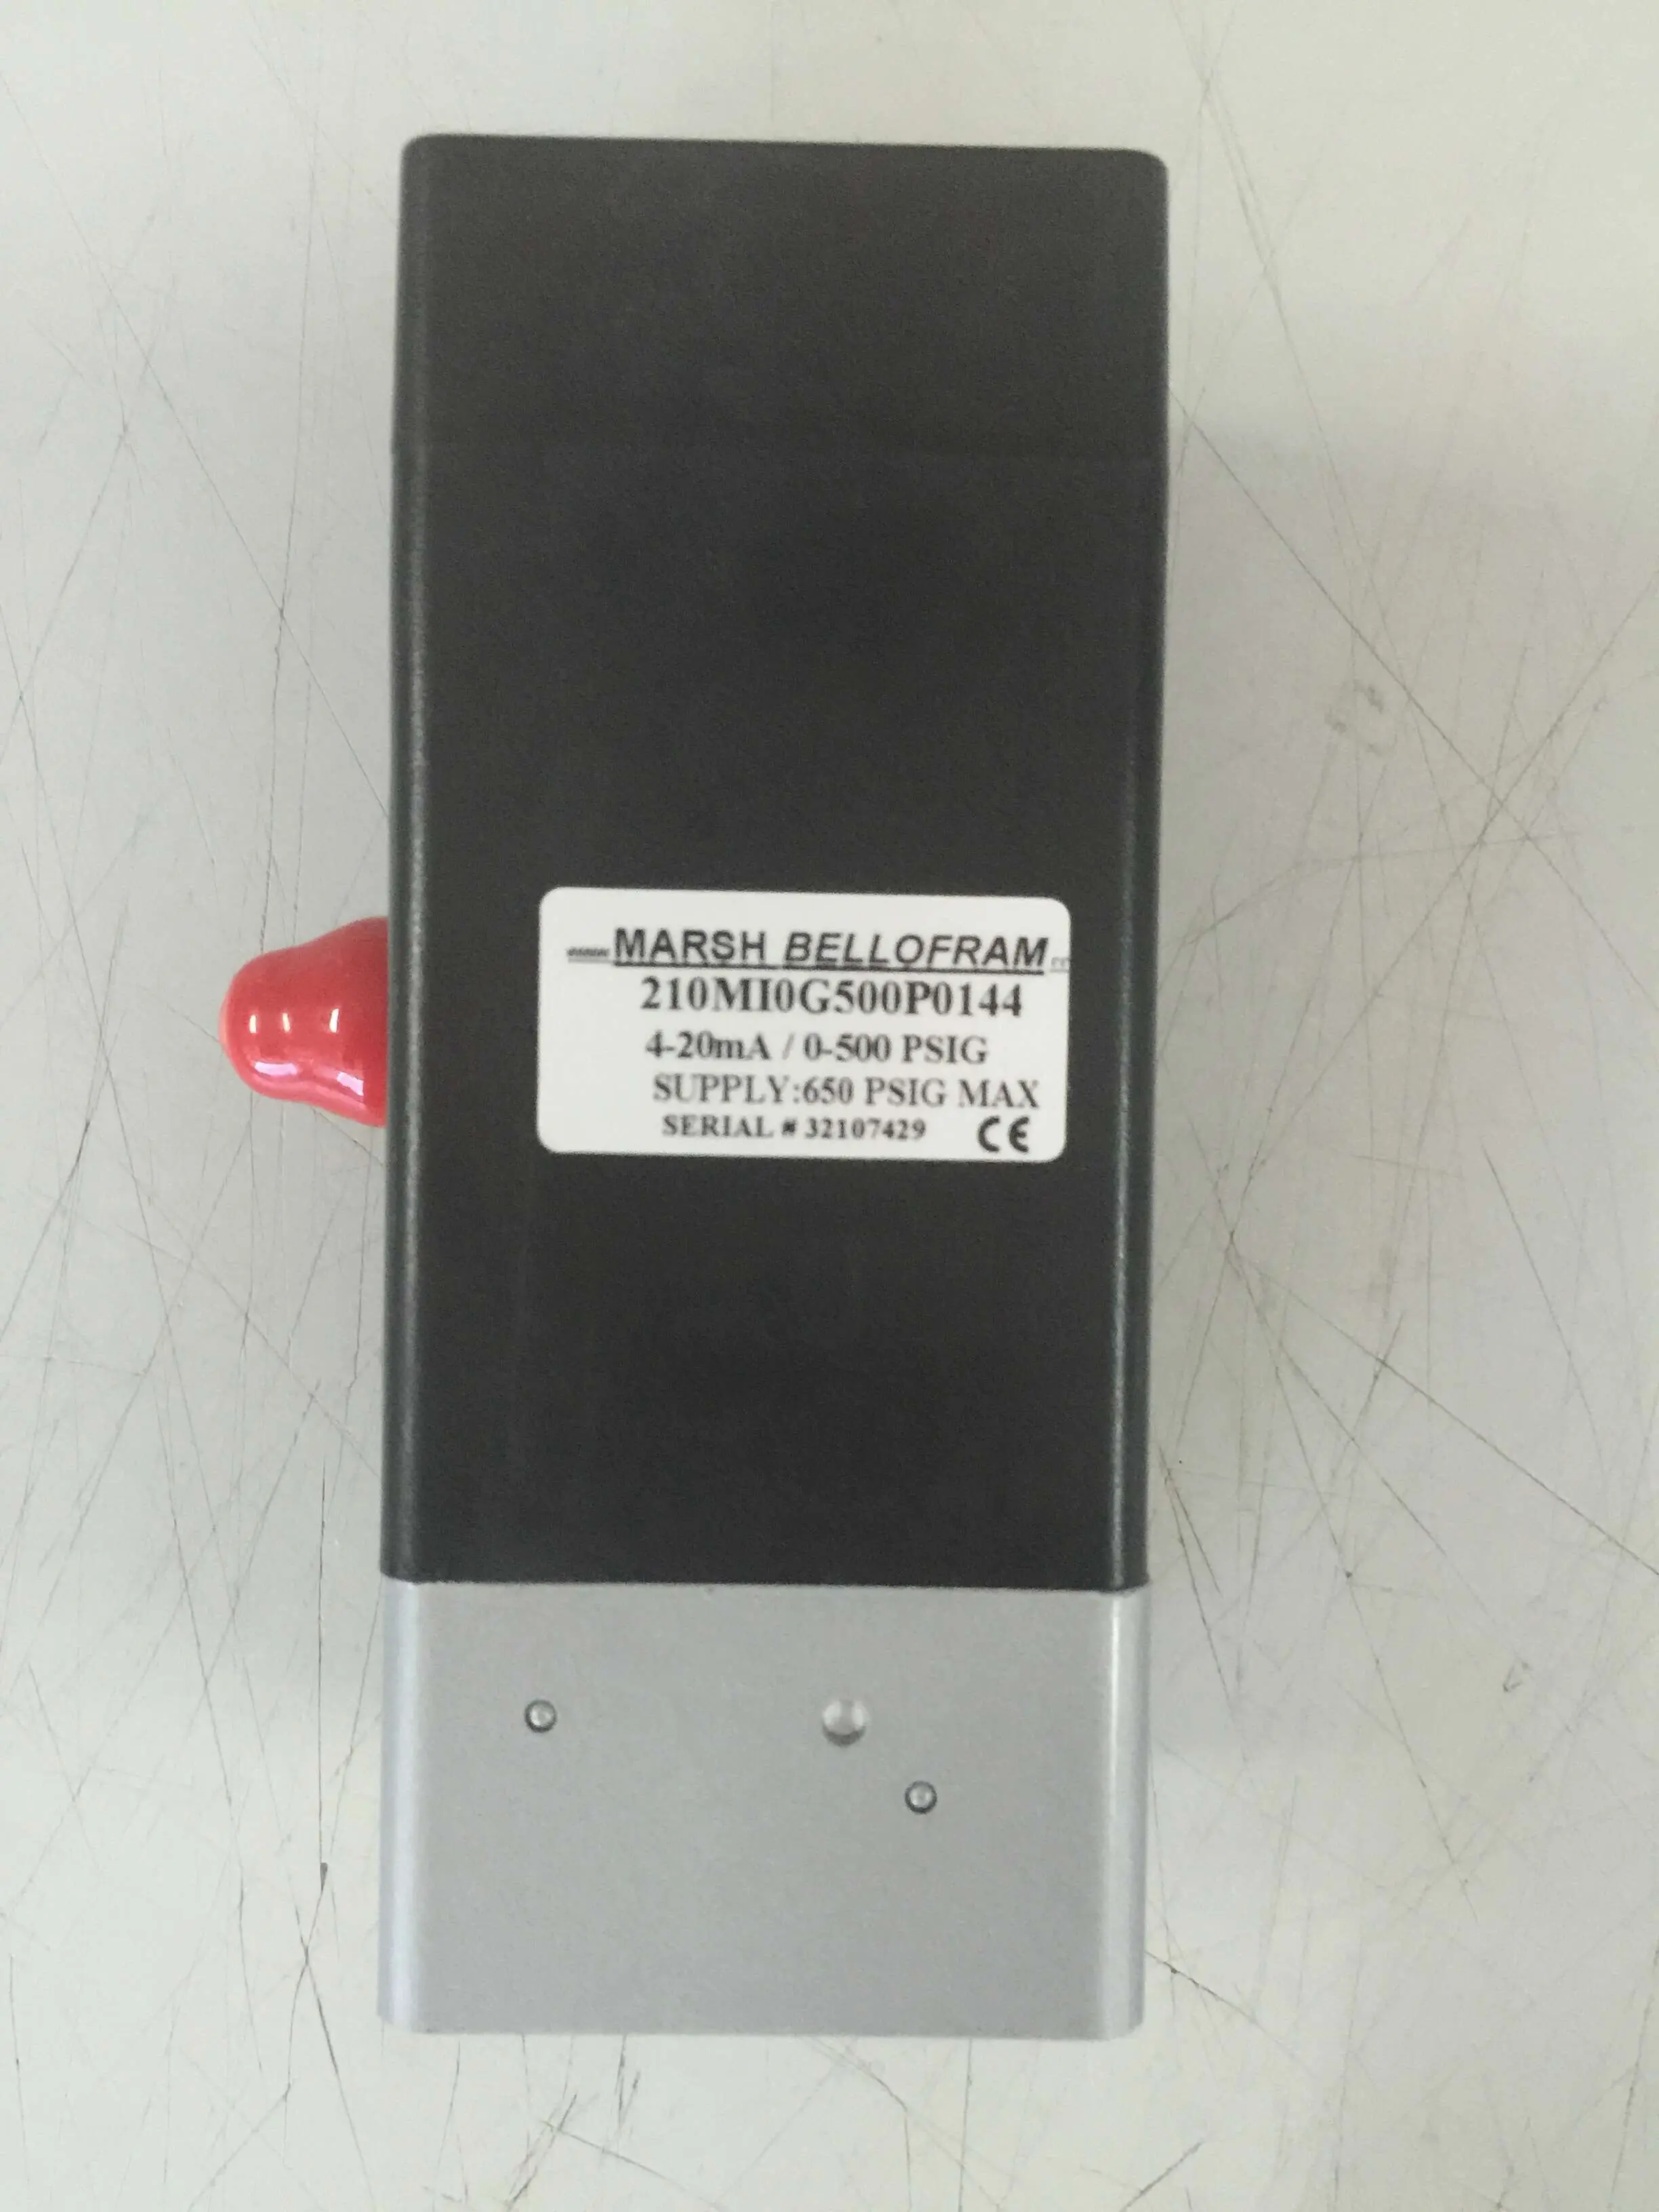 MARSH BELLOFRAM
210MI0G500P0144
4-20mA / 0-500 PSIG
SUPPLY:650 PSIG MAX
SERIAL # 32107429 CE